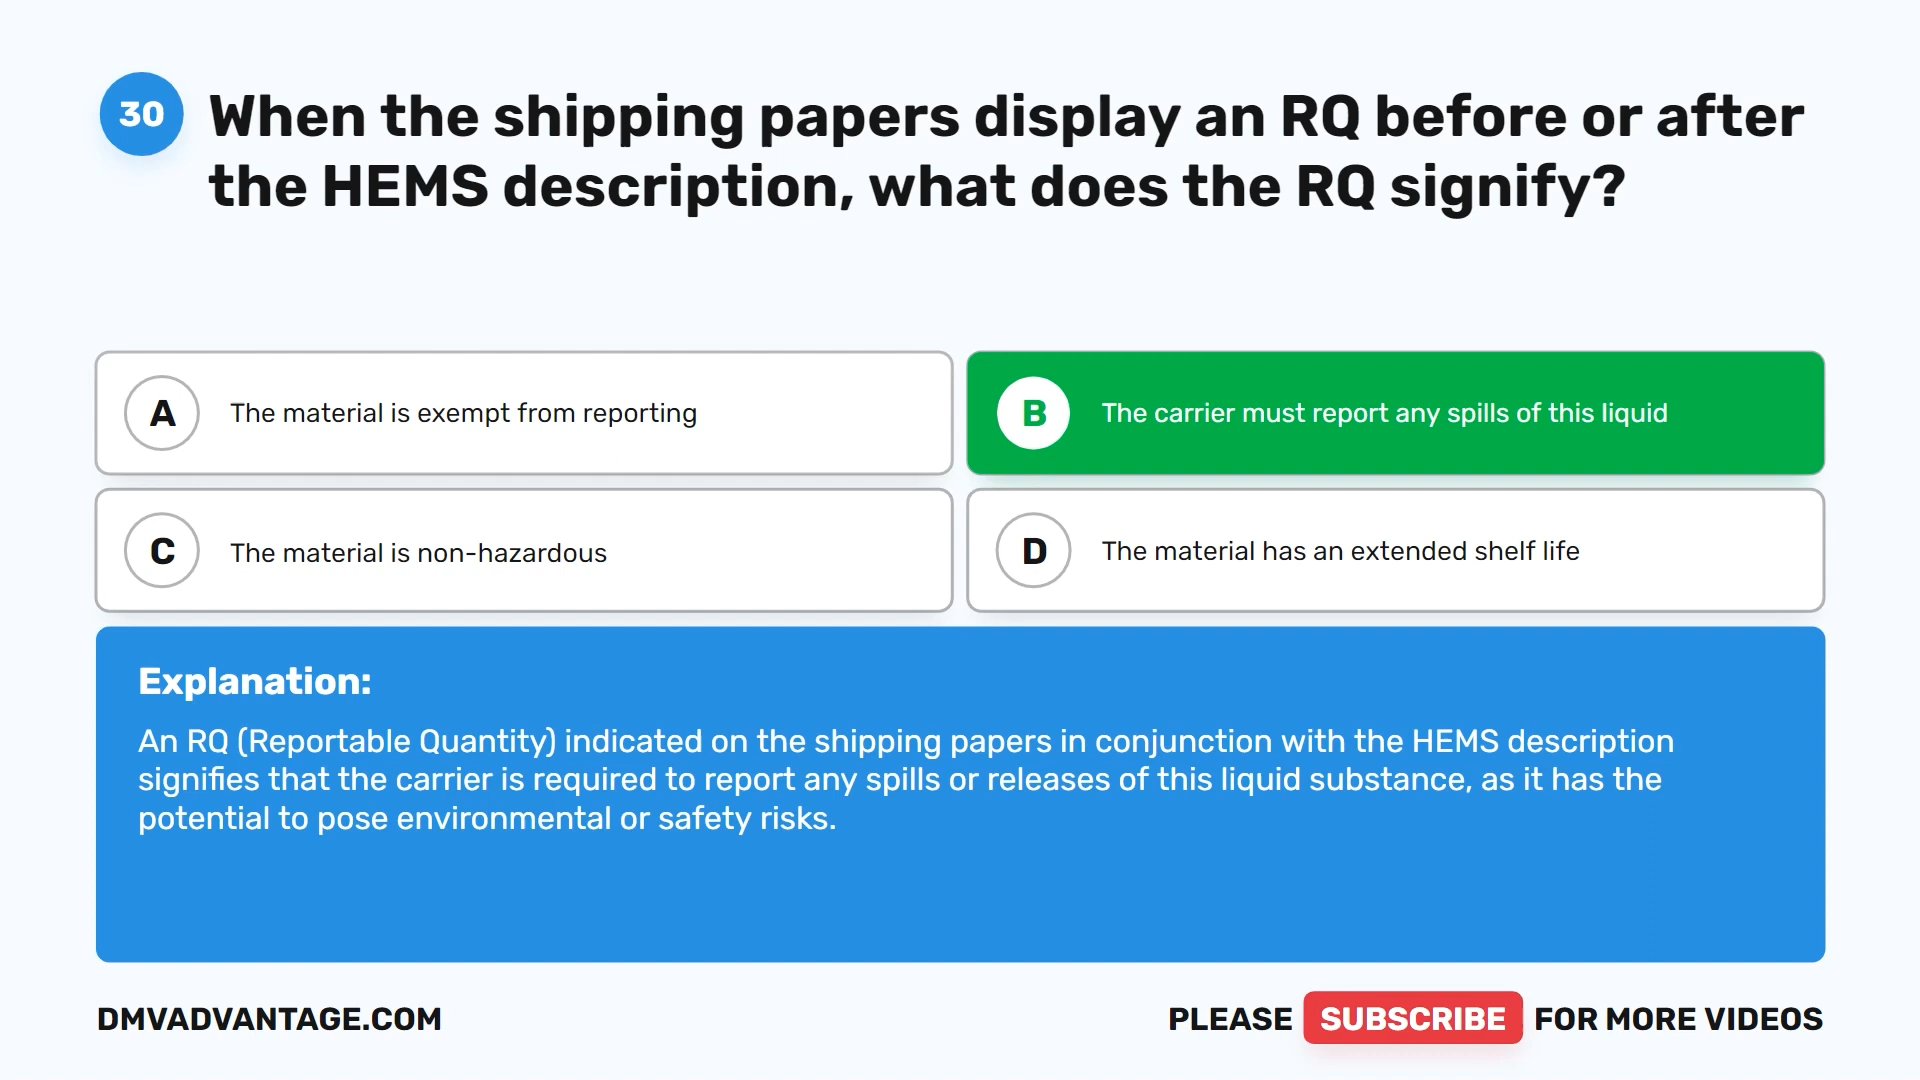 30
When the shipping papers display an RQ before or after
the HEMS description, what does the RQ signify?
A The material is exempt from reporting
B The carrier must report any spills of this liquid
C The material is non-hazardous
D The material has an extended shelf life
Explanation:
An RQ (Reportable Quantity) indicated on the shipping papers in conjunction with the HEMS description
signifies that the carrier is required to report any spills or releases of this liquid substance, as it has the
potential to pose environmental or safety risks.
DMVADVANTAGE.COM
PLEASE SUBSCRIBE FOR MORE VIDEOS